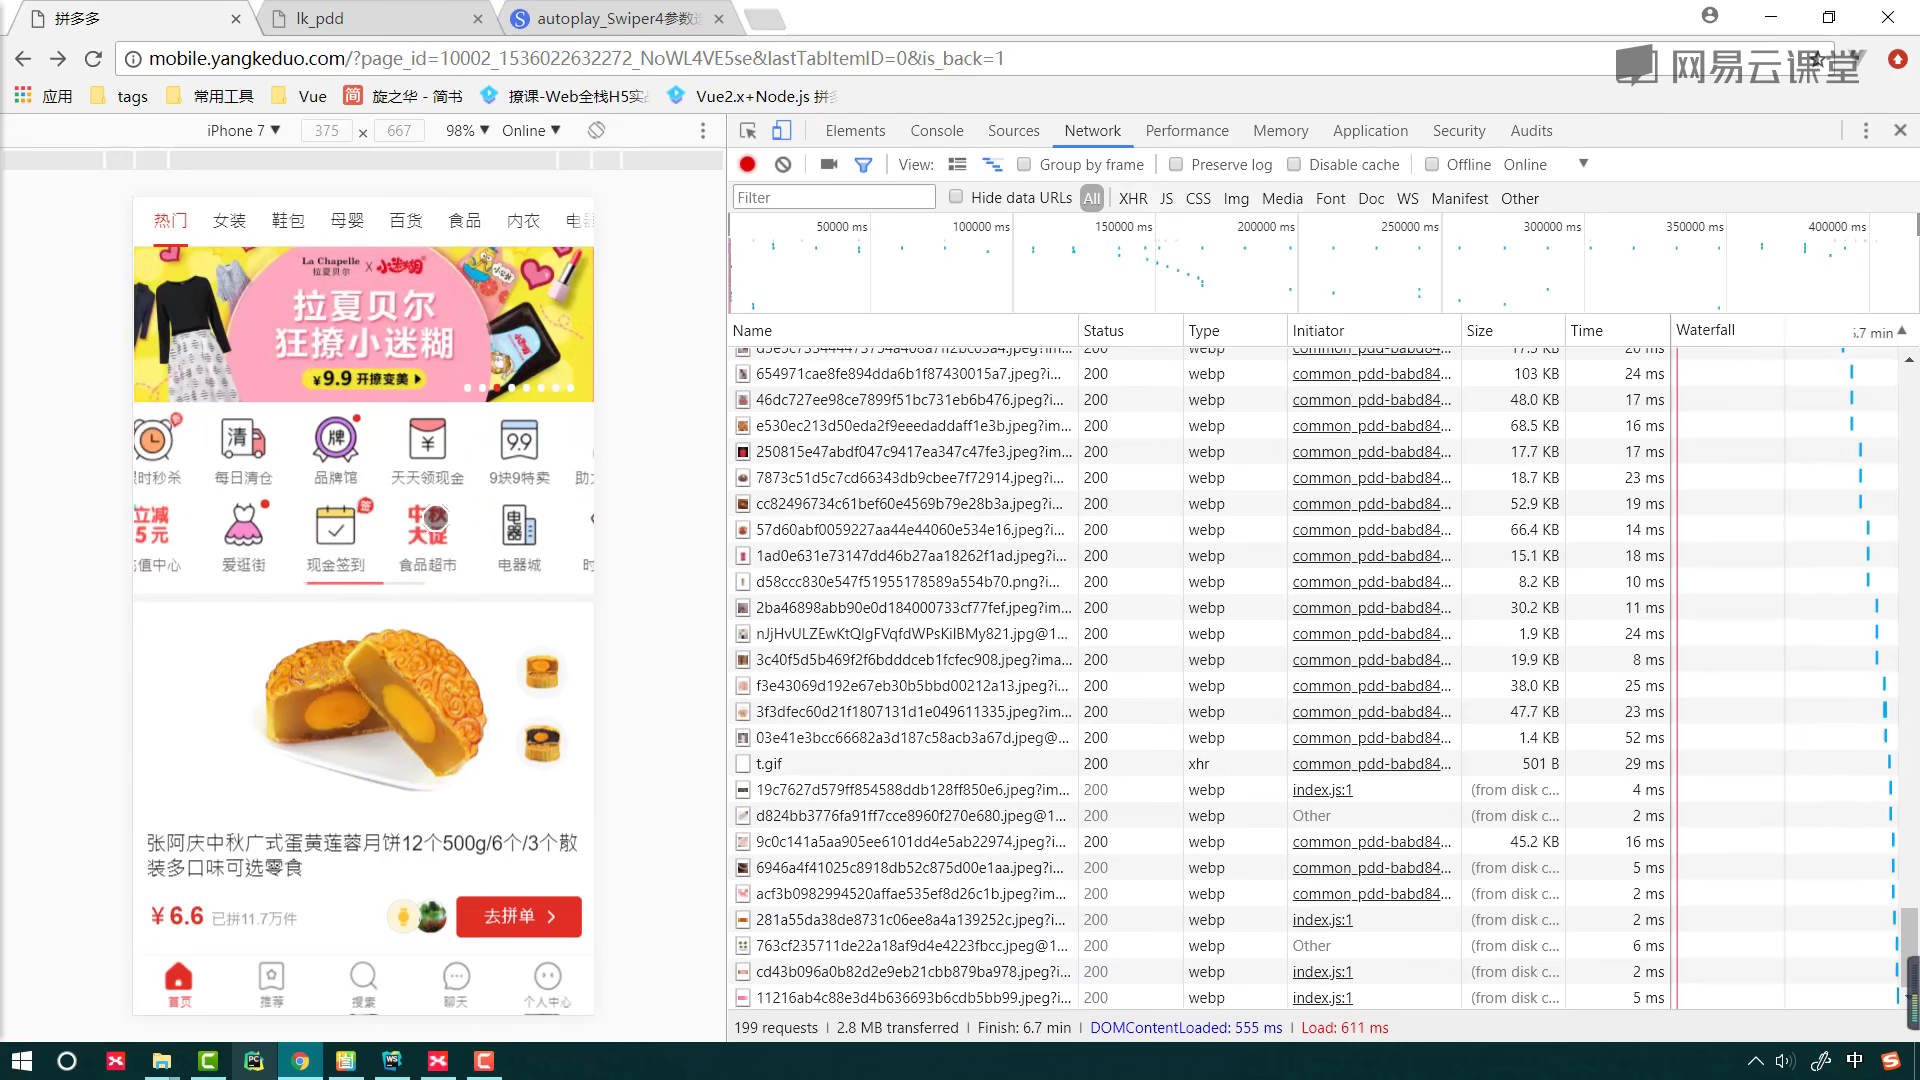 拼多多
lk_pdd
autoplay_Swiper4参数选
mobile.yangkeduo.com/?page_id=10002_1536022632272_NoWL4VE5se&lastTabItemID=0&is_back=1
网易云课堂
应用 tags 常用工具 Vue 简 旋之华 - 简书 撩课-Web全栈H5实战 Vue2.x+Node.js 拼多
iPhone 7 ▼ 375 x 667 98% ▼ Online ▼
Elements Console Sources Network Performance Memory Application Security Audits
View: Group by frame Preserve log Disable cache Offline Online ▼
Filter Hide data URLs All XHR JS CSS Img Media Font Doc WS Manifest Other
50000 ms 100000 ms 150000 ms 200000 ms 250000 ms 300000 ms 350000 ms 400000 ms
热门 女装 鞋包 母婴 百货 食品 内衣 电器
La Chapelle
拉夏贝尔 X 小迷糊
拉夏贝尔
狂撩小迷糊
¥9.9 开撩变美
清 牌 ¥ 9.9
限时秒杀 每日清仓 品牌馆 天天领现金 9块9特卖 助力
立减 签 中秋 电
5元 大促 器
充值中心 爱逛街 现金签到 食品超市 电器城 时
张阿庆中秋广式蛋黄莲蓉月饼12个500g/6个/3个散
装多口味可选零食
¥6.6 已拼11.7万件 去拼单
首页 推荐 搜索 聊天 个人中心
Name Status Type Initiator Size Time Waterfall 6.7 min
654971cae8fe894dda6b1f87430015a7.jpeg?i... 200 webp common_pdd-babd84... 103 KB 24 ms
46dc727ee98ce7899f51bc731eb6b476.jpeg?i... 200 webp common_pdd-babd84... 48.0 KB 17 ms
e530ec213d50eda2f9eeedaddaff1e3b.jpeg?im... 200 webp common_pdd-babd84... 68.5 KB 16 ms
250815e47abdf047c9417ea347c47fe3.jpeg?i... 200 webp common_pdd-babd84... 17.7 KB 17 ms
7873c51d5c7cd66343db9cbee7f72914.jpeg?i... 200 webp common_pdd-babd84... 18.7 KB 23 ms
cc82496734c61bef60e4569b79e28b3a.jpeg?i... 200 webp common_pdd-babd84... 52.9 KB 19 ms
57d60abf0059227aa44e44060e534e16.jpeg?i... 200 webp common_pdd-babd84... 66.4 KB 14 ms
1ad0e631e73147dd46b27aa18262f1ad.jpeg?i... 200 webp common_pdd-babd84... 15.1 KB 18 ms
d58ccc830e547f51955178589a554b70.png?i... 200 webp common_pdd-babd84... 8.2 KB 10 ms
2ba46898abb90e0d184000733cf77fef.jpeg?im... 200 webp common_pdd-babd84... 30.2 KB 11 ms
nJjHvULZEwKtQlgFVqfdWPsKiIBMy821.jpg@1... 200 webp common_pdd-babd84... 1.9 KB 24 ms
3c40f5d5b469f2f6bdddceb1fcfec908.jpeg?ima... 200 webp common_pdd-babd84... 19.9 KB 8 ms
f3e43069d192e67eb30b5bbd00212a13.jpeg?i... 200 webp common_pdd-babd84... 38.0 KB 25 ms
3f3dfec60d21f1807131d1e049611335.jpeg?im... 200 webp common_pdd-babd84... 47.7 KB 23 ms
03e41e3bcc66682a3d187c58acb3a67d.jpeg@... 200 webp common_pdd-babd84... 1.4 KB 52 ms
t.gif 200 xhr common_pdd-babd84... 501 B 29 ms
19c7627d579ff854588ddb128ff850e6.jpeg?im... 200 webp index.js:1 (from disk c... 4 ms
d824bb3776fa91ff7cce8960f270e680.jpeg@1... 200 webp Other (from disk c... 2 ms
9c0c141a5aa905ee6101dd4e5ab22974.jpeg?im... 200 webp common_pdd-babd84... 45.2 KB 16 ms
6946a4f41025c8918db52c875d00e1aa.jpeg?im... 200 webp common_pdd-babd84... (from disk c... 5 ms
acf3b0982994520affae535ef8d26c1b.jpeg?im... 200 webp common_pdd-babd84... (from disk c... 2 ms
281a55da38de8731c06ee8a4a139252c.jpeg?i... 200 webp index.js:1 (from disk c... 2 ms
763cf235711de22a18af9d4e4223fbcc.jpeg@1... 200 webp Other (from disk c... 6 ms
cd43b096a0b82d2e9eb21cbb879ba978.jpeg?i... 200 webp index.js:1 (from disk c... 2 ms
11216ab4c88e3d4b636693b6cdb5bb99.jpeg?i... 200 webp index.js:1 (from disk c... 5 ms
199 requests | 2.8 MB transferred | Finish: 6.7 min | DOMContentLoaded: 555 ms | Load: 611 ms
中